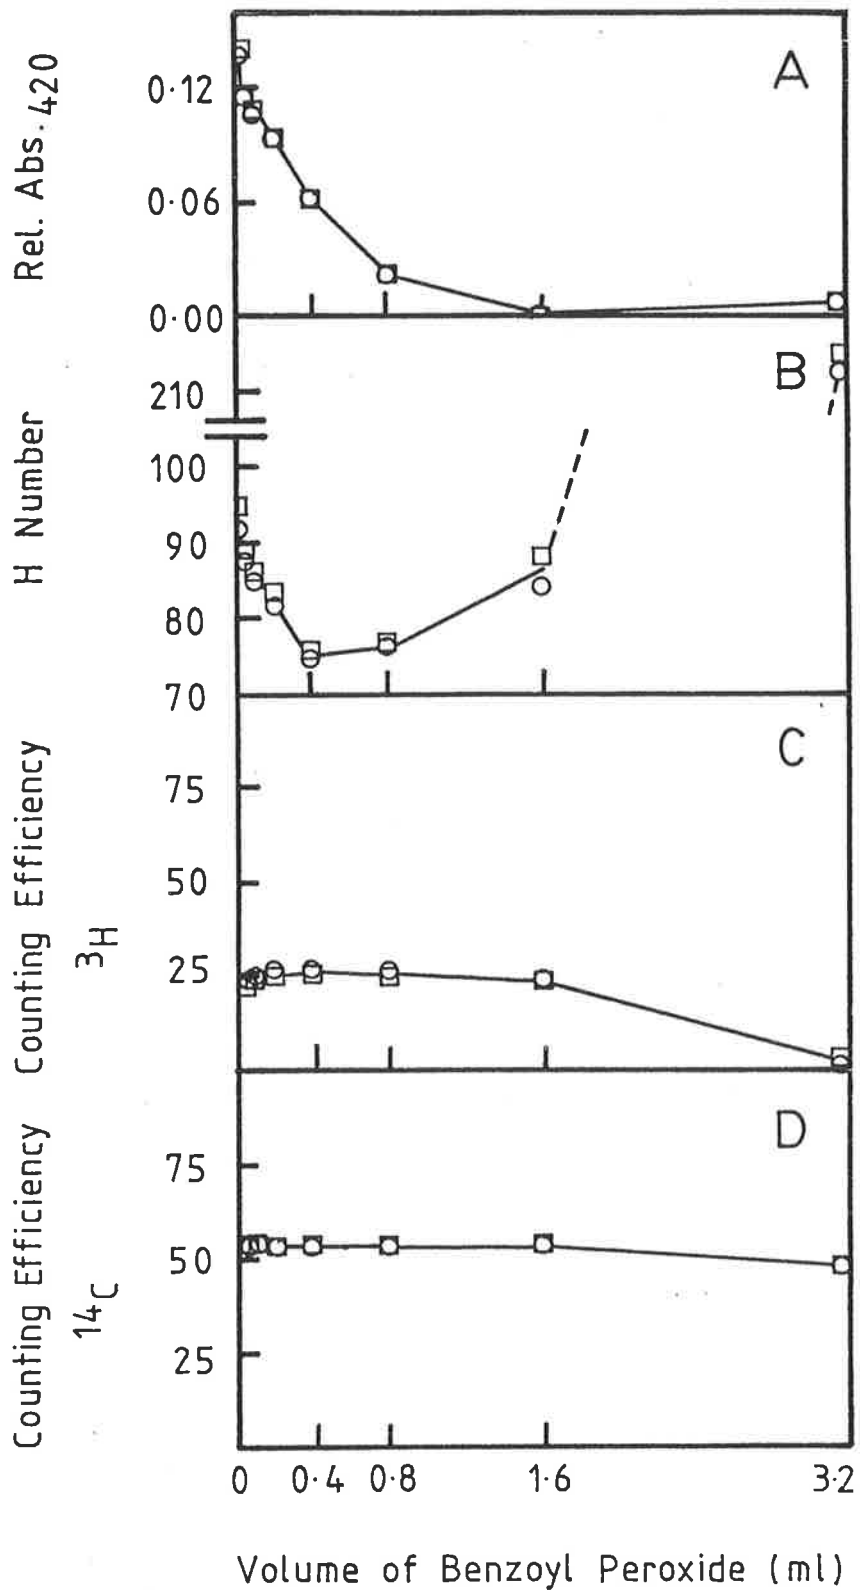 A
Rel. Abs. 420
0·12
0·06
0·00
B
H Number
210
100
90
80
70
C
Counting Efficiency
3H
75
50
25
D
Counting Efficiency
14C
75
50
25
0 0·4 0·8 1·6 3·2
Volume of Benzoyl Peroxide (ml)